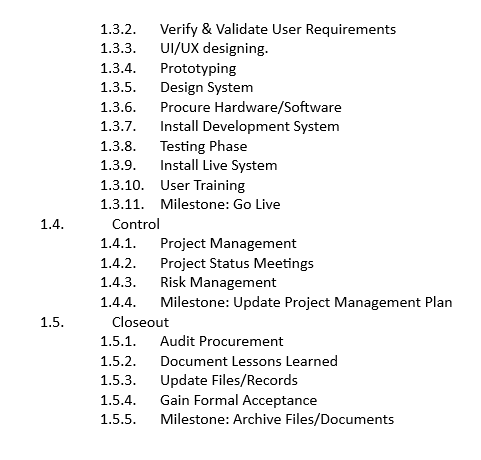 1.3.2. Verify & Validate User Requirements
1.3.3. UI/UX designing.
1.3.4. Prototyping
1.3.5. Design System
1.3.6. Procure Hardware/Software
1.3.7. Install Development System
1.3.8. Testing Phase
1.3.9. Install Live System
1.3.10. User Training
1.3.11. Milestone: Go Live
1.4. Control
1.4.1. Project Management
1.4.2. Project Status Meetings
1.4.3. Risk Management
1.4.4. Milestone: Update Project Management Plan
1.5. Closeout
1.5.1. Audit Procurement
1.5.2. Document Lessons Learned
1.5.3. Update Files/Records
1.5.4. Gain Formal Acceptance
1.5.5. Milestone: Archive Files/Documents